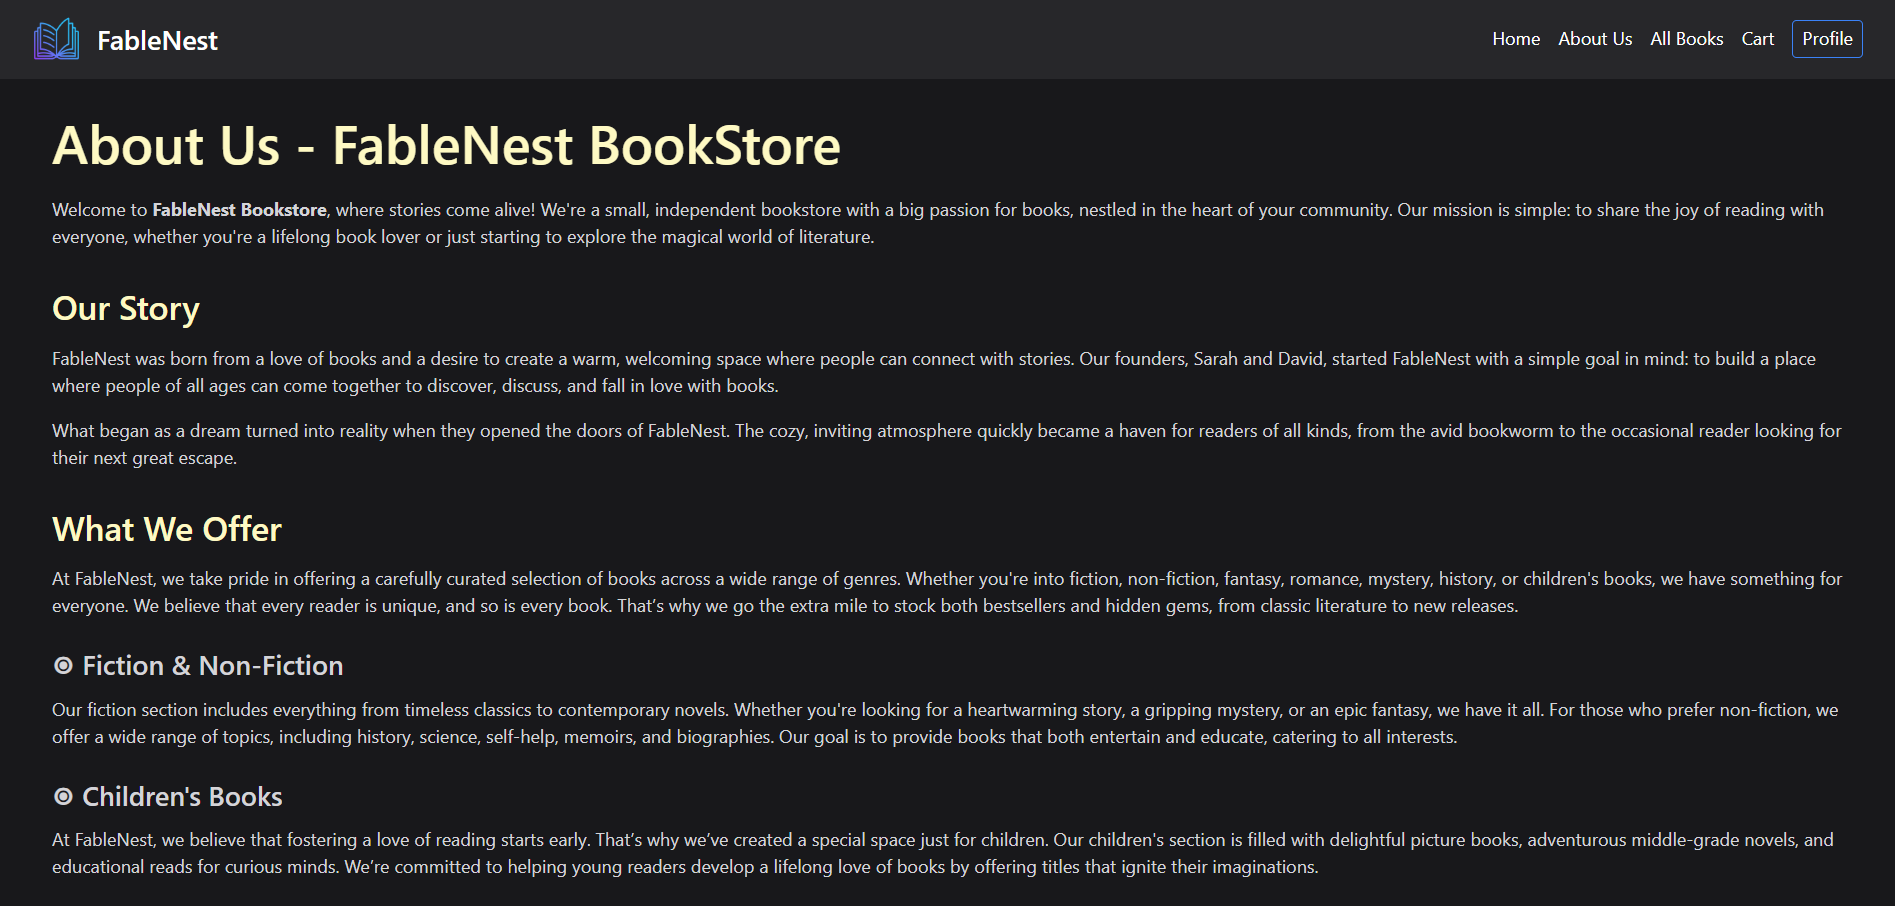 FableNest
Home About Us All Books Cart Profile
About Us - FableNest BookStore
Welcome to FableNest Bookstore, where stories come alive! We're a small, independent bookstore with a big passion for books, nestled in the heart of your community. Our mission is simple: to share the joy of reading with
everyone, whether you're a lifelong book lover or just starting to explore the magical world of literature.
Our Story
FableNest was born from a love of books and a desire to create a warm, welcoming space where people can connect with stories. Our founders, Sarah and David, started FableNest with a simple goal in mind: to build a place
where people of all ages can come together to discover, discuss, and fall in love with books.
What began as a dream turned into reality when they opened the doors of FableNest. The cozy, inviting atmosphere quickly became a haven for readers of all kinds, from the avid bookworm to the occasional reader looking for
their next great escape.
What We Offer
At FableNest, we take pride in offering a carefully curated selection of books across a wide range of genres. Whether you're into fiction, non-fiction, fantasy, romance, mystery, history, or children's books, we have something for
everyone. We believe that every reader is unique, and so is every book. That’s why we go the extra mile to stock both bestsellers and hidden gems, from classic literature to new releases.
Fiction & Non-Fiction
Our fiction section includes everything from timeless classics to contemporary novels. Whether you're looking for a heartwarming story, a gripping mystery, or an epic fantasy, we have it all. For those who prefer non-fiction, we
offer a wide range of topics, including history, science, self-help, memoirs, and biographies. Our goal is to provide books that both entertain and educate, catering to all interests.
Children's Books
At FableNest, we believe that fostering a love of reading starts early. That’s why we’ve created a special space just for children. Our children's section is filled with delightful picture books, adventurous middle-grade novels, and
educational reads for curious minds. We’re committed to helping young readers develop a lifelong love of books by offering titles that ignite their imaginations.